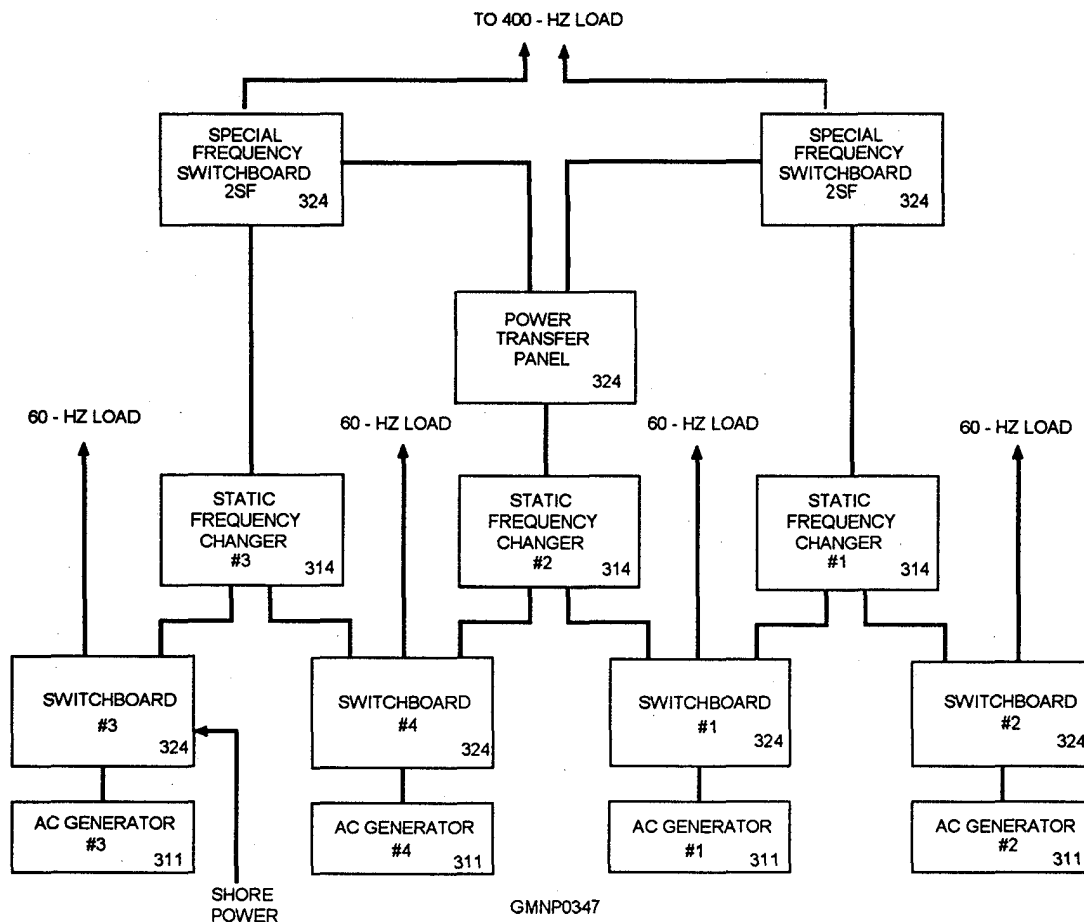 TO 400 - HZ LOAD
SPECIAL
FREQUENCY
SWITCHBOARD
2SF
324
SPECIAL
FREQUENCY
SWITCHBOARD
2SF
324
POWER
TRANSFER
PANEL
324
60 - HZ LOAD
60 - HZ LOAD
60 - HZ LOAD
60 - HZ LOAD
STATIC
FREQUENCY
CHANGER
#3
314
STATIC
FREQUENCY
CHANGER
#2
314
STATIC
FREQUENCY
CHANGER
#1
314
SWITCHBOARD
#3
324
SWITCHBOARD
#4
324
SWITCHBOARD
#1
324
SWITCHBOARD
#2
324
AC GENERATOR
#3
311
AC GENERATOR
#4
311
AC GENERATOR
#1
311
AC GENERATOR
#2
311
SHORE
POWER
GMNP0347